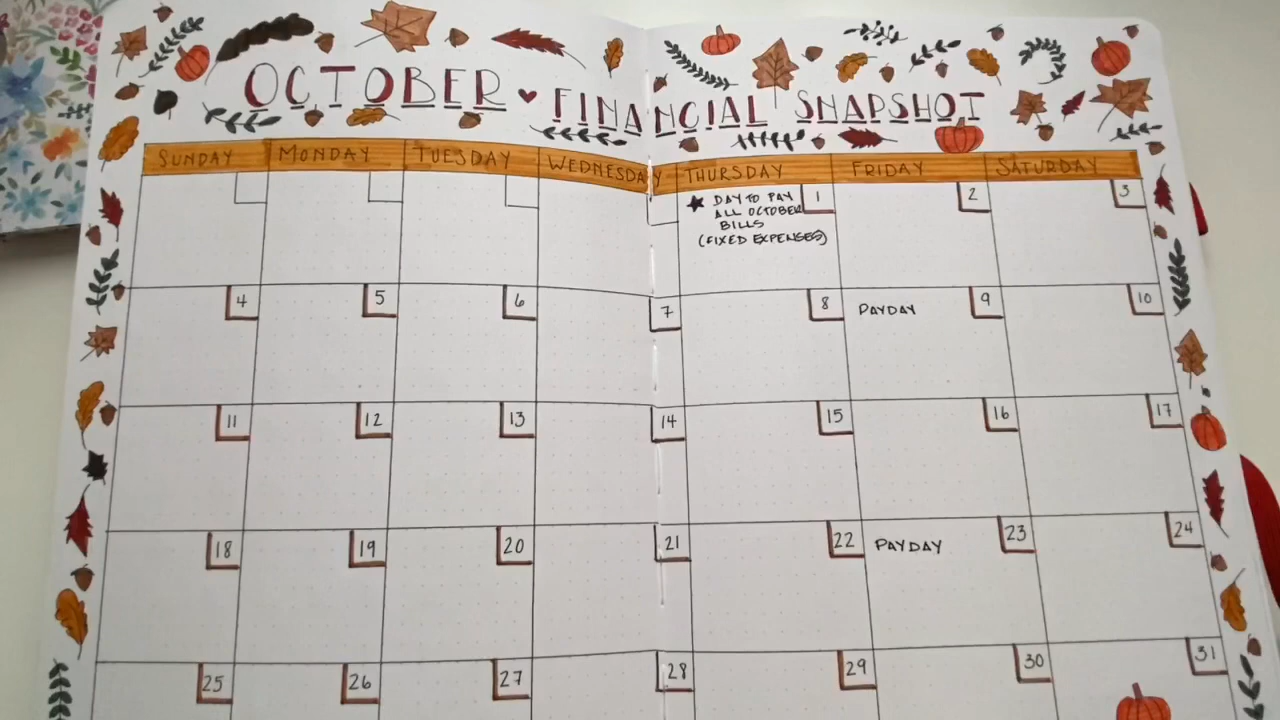 OCTOBER ♥ FINANCIAL SNAPSHOT
SUNDAY MONDAY TUESDAY WEDNESDAY THURSDAY FRIDAY SATURDAY
★ DAY TO PAY 1 2 3
ALL OCTOBER
BILLS
(FIXED EXPENSES)
4 5 6 7 8 PAYDAY 9 10
11 12 13 14 15 16 17
18 19 20 21 22 PAYDAY 23 24
25 26 27 28 29 30 31